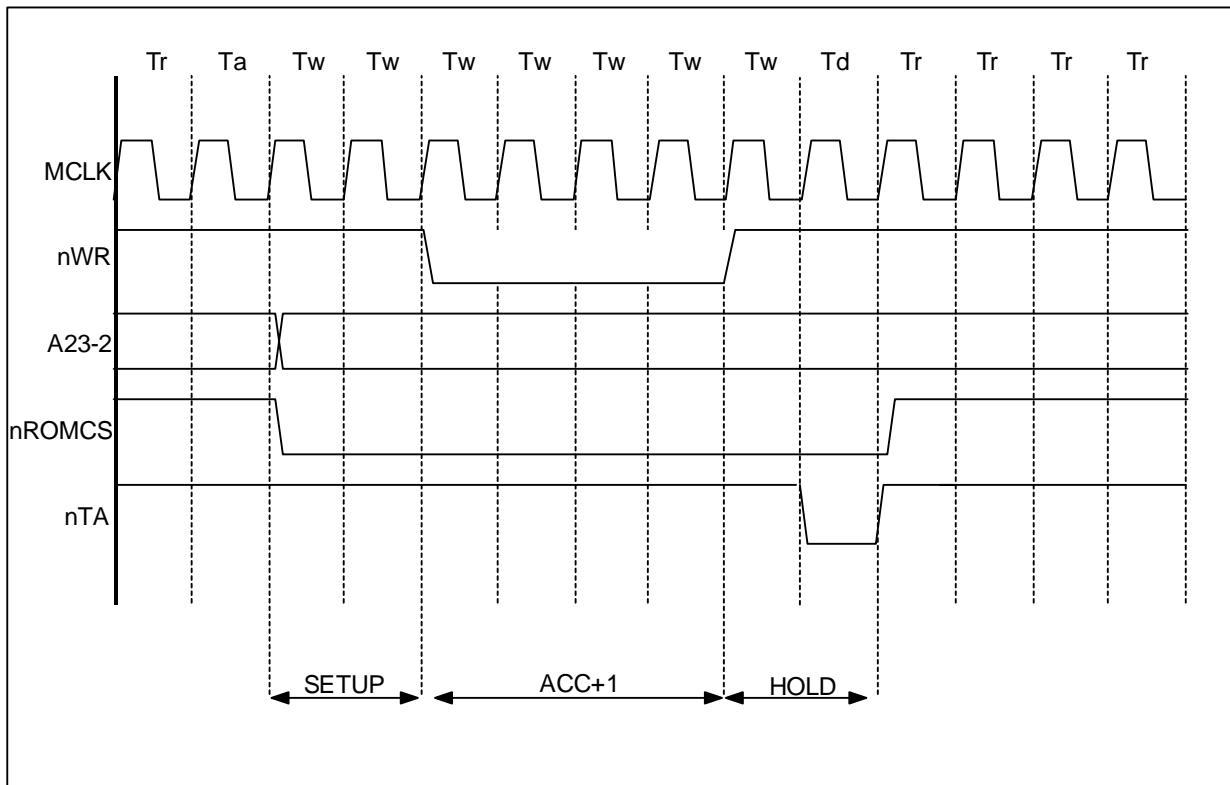 Tr Ta Tw Tw Tw Tw Tw Tw Tw Td Tr Tr Tr Tr
MCLK
nWR
A23-2
nROMCS
nTA
SETUP ACC+1 HOLD